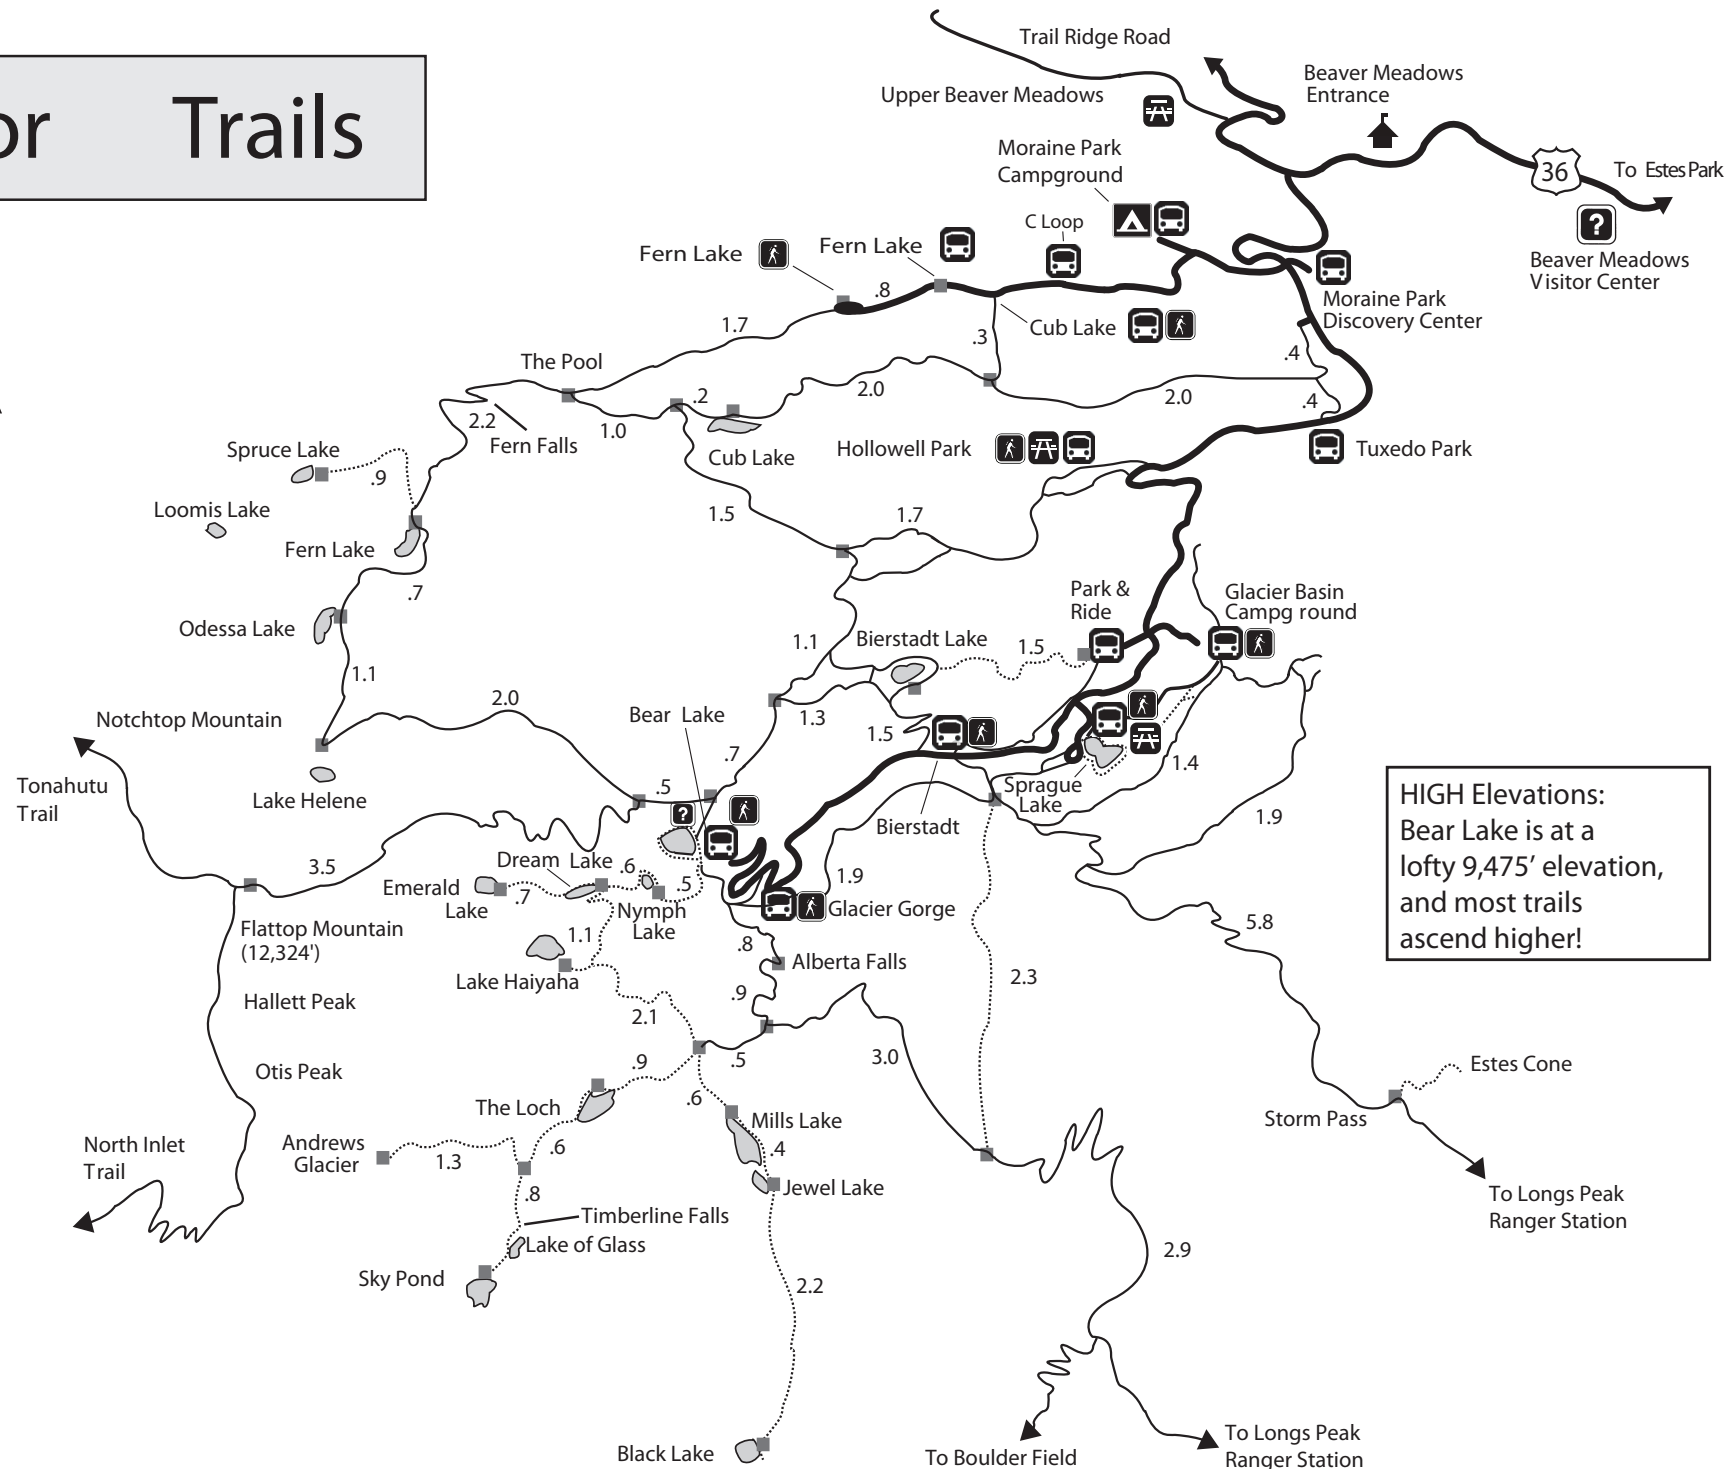 or Trails
Trail Ridge Road
Upper Beaver Meadows
Beaver Meadows
Entrance
36
To Estes Park
?
Beaver Meadows
Visitor Center
Moraine Park
Campground
C Loop
Fern Lake
Fern Lake
.8
Moraine Park
Discovery Center
Cub Lake
1.7
.3
.4
The Pool
.2
2.0
2.0
.4
2.2
Fern Falls
1.0
Cub Lake
Hollowell Park
Tuxedo Park
Spruce Lake
.9
Loomis Lake
1.5
1.7
Fern Lake
.7
Park &
Ride
Glacier Basin
Campg round
Odessa Lake
1.1
Bierstadt Lake
1.5
1.1
2.0
Notchtop Mountain
Bear Lake
1.3
1.5
.7
1.4
Tonahutu
Trail
Lake Helene
.5
?
Sprague
Lake
Bierstadt
1.9
HIGH Elevations:
Bear Lake is at a
lofty 9,475’ elevation,
and most trails
ascend higher!
3.5
Dream Lake
.6
Emerald
Lake
.7
.5
Nymph
Lake
1.9
Glacier Gorge
Flattop Mountain
(12,324')
1.1
.8
5.8
Alberta Falls
Lake Haiyaha
2.3
Hallett Peak
.9
2.1
Otis Peak
.9
.5
3.0
Estes Cone
The Loch
.6
Mills Lake
Storm Pass
North Inlet
Trail
Andrews
Glacier
1.3
.6
.4
Jewel Lake
.8
To Longs Peak
Ranger Station
Timberline Falls
Lake of Glass
Sky Pond
2.9
2.2
Black Lake
To Boulder Field
To Longs Peak
Ranger Station